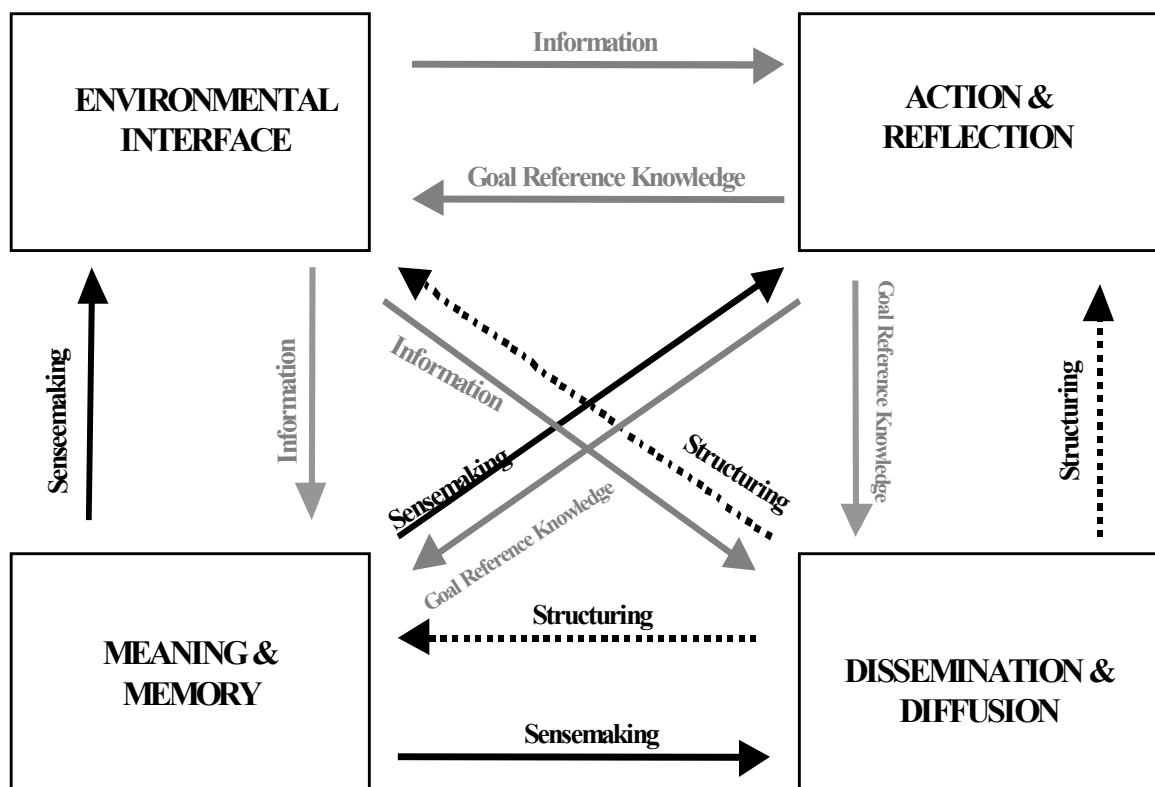 Information
ENVIRONMENTAL
INTERFACE
ACTION &
REFLECTION
Goal Reference Knowledge
Senseemaking
Information
Information
Sensemaking
Goal Reference Knowledge
Structuring
Goal Reference Knowledge
Structuring
Structuring
MEANING &
MEMORY
DISSEMINATION &
DIFFUSION
Sensemaking